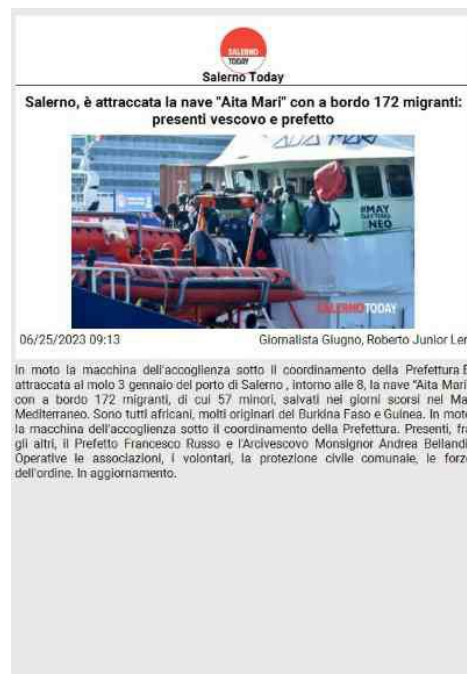 SALERNO
TODAY
Salerno Today
Salerno, è attraccata la nave "Aita Mari" con a bordo 172 migranti:
presenti vescovo e prefetto
AITA MARI
#MAY
DAY
NEO
SALERNOTODAY
06/25/2023 09:13
Giornalista Giugno, Roberto Junior Ler
In moto la macchina dell'accoglienza sotto il coordinamento della Prefettura E
attraccata al molo 3 gennaio del porto di Salerno , intorno alle 8, la nave "Aita Mari"
con a bordo 172 migranti, di cui 57 minori, salvati nei giorni scorsi nel Ma
Mediterraneo. Sono tutti africani, molti originari del Burkina Faso e Guinea. In moto
la macchina dell'accoglienza sotto il coordinamento della Prefettura. Presenti, fra
gli altri, il Prefetto Francesco Russo e l'Arcivescovo Monsignor Andrea Bellandi.
Operative le associazioni, i volontari, la protezione civile comunale, le forze
dell'ordine. In aggiornamento.